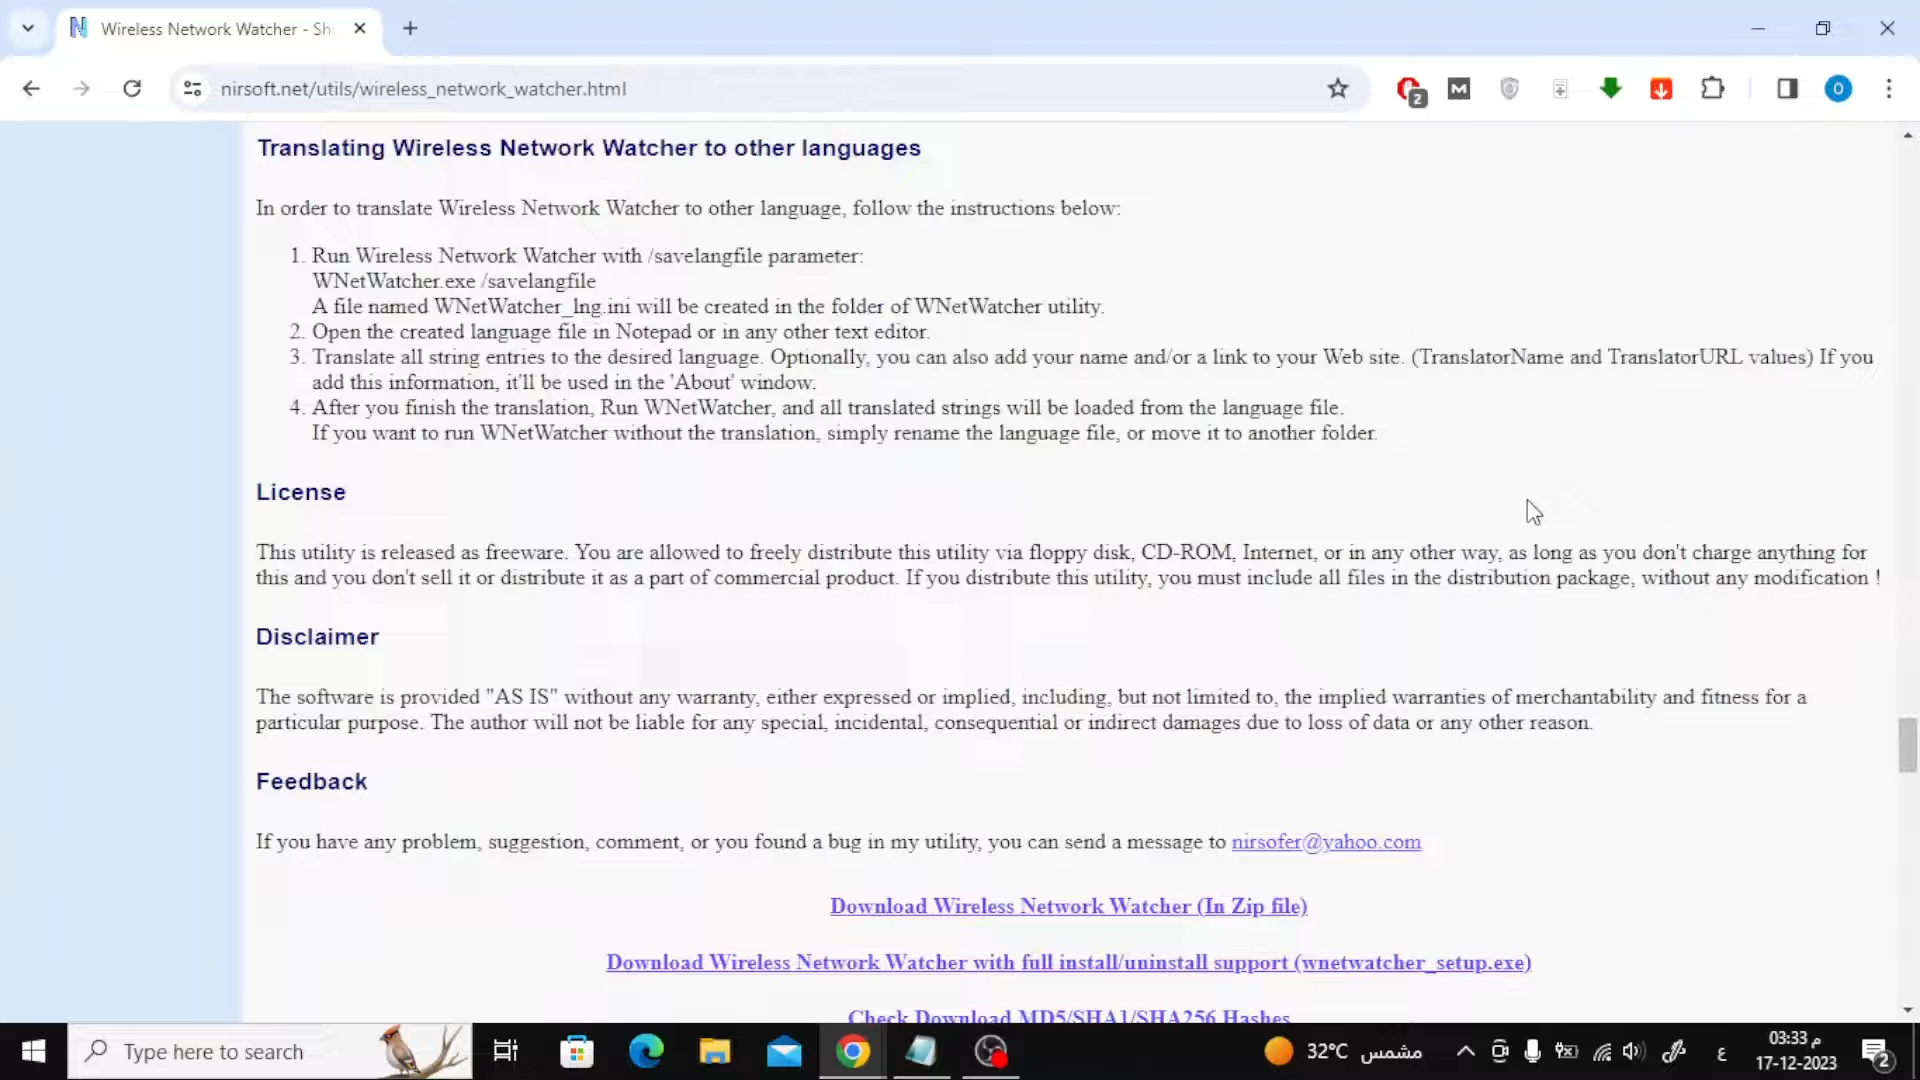 Wireless Network Watcher - Sh
nirsoft.net/utils/wireless_network_watcher.html
2
M
O
Translating Wireless Network Watcher to other languages
In order to translate Wireless Network Watcher to other language, follow the instructions below:
1. Run Wireless Network Watcher with /savelangfile parameter:
WNetWatcher.exe /savelangfile
A file named WNetWatcher_lng.ini will be created in the folder of WNetWatcher utility.
2. Open the created language file in Notepad or in any other text editor.
3. Translate all string entries to the desired language. Optionally, you can also add your name and/or a link to your Web site. (TranslatorName and TranslatorURL values) If you
add this information, it'll be used in the 'About' window.
4. After you finish the translation, Run WNetWatcher, and all translated strings will be loaded from the language file.
If you want to run WNetWatcher without the translation, simply rename the language file, or move it to another folder.
License
This utility is released as freeware. You are allowed to freely distribute this utility via floppy disk, CD-ROM, Internet, or in any other way, as long as you don't charge anything for
this and you don't sell it or distribute it as a part of commercial product. If you distribute this utility, you must include all files in the distribution package, without any modification !
Disclaimer
The software is provided "AS IS" without any warranty, either expressed or implied, including, but not limited to, the implied warranties of merchantability and fitness for a
particular purpose. The author will not be liable for any special, incidental, consequential or indirect damages due to loss of data or any other reason.
Feedback
If you have any problem, suggestion, comment, or you found a bug in my utility, you can send a message to nirsofer@yahoo.com
Download Wireless Network Watcher (In Zip file)
Download Wireless Network Watcher with full install/uninstall support (wnetwatcher_setup.exe)
Check Download MD5/SHA1/SHA256 Hashes
Type here to search
32°C مشمس
ع
03:33 م
17-12-2023
2